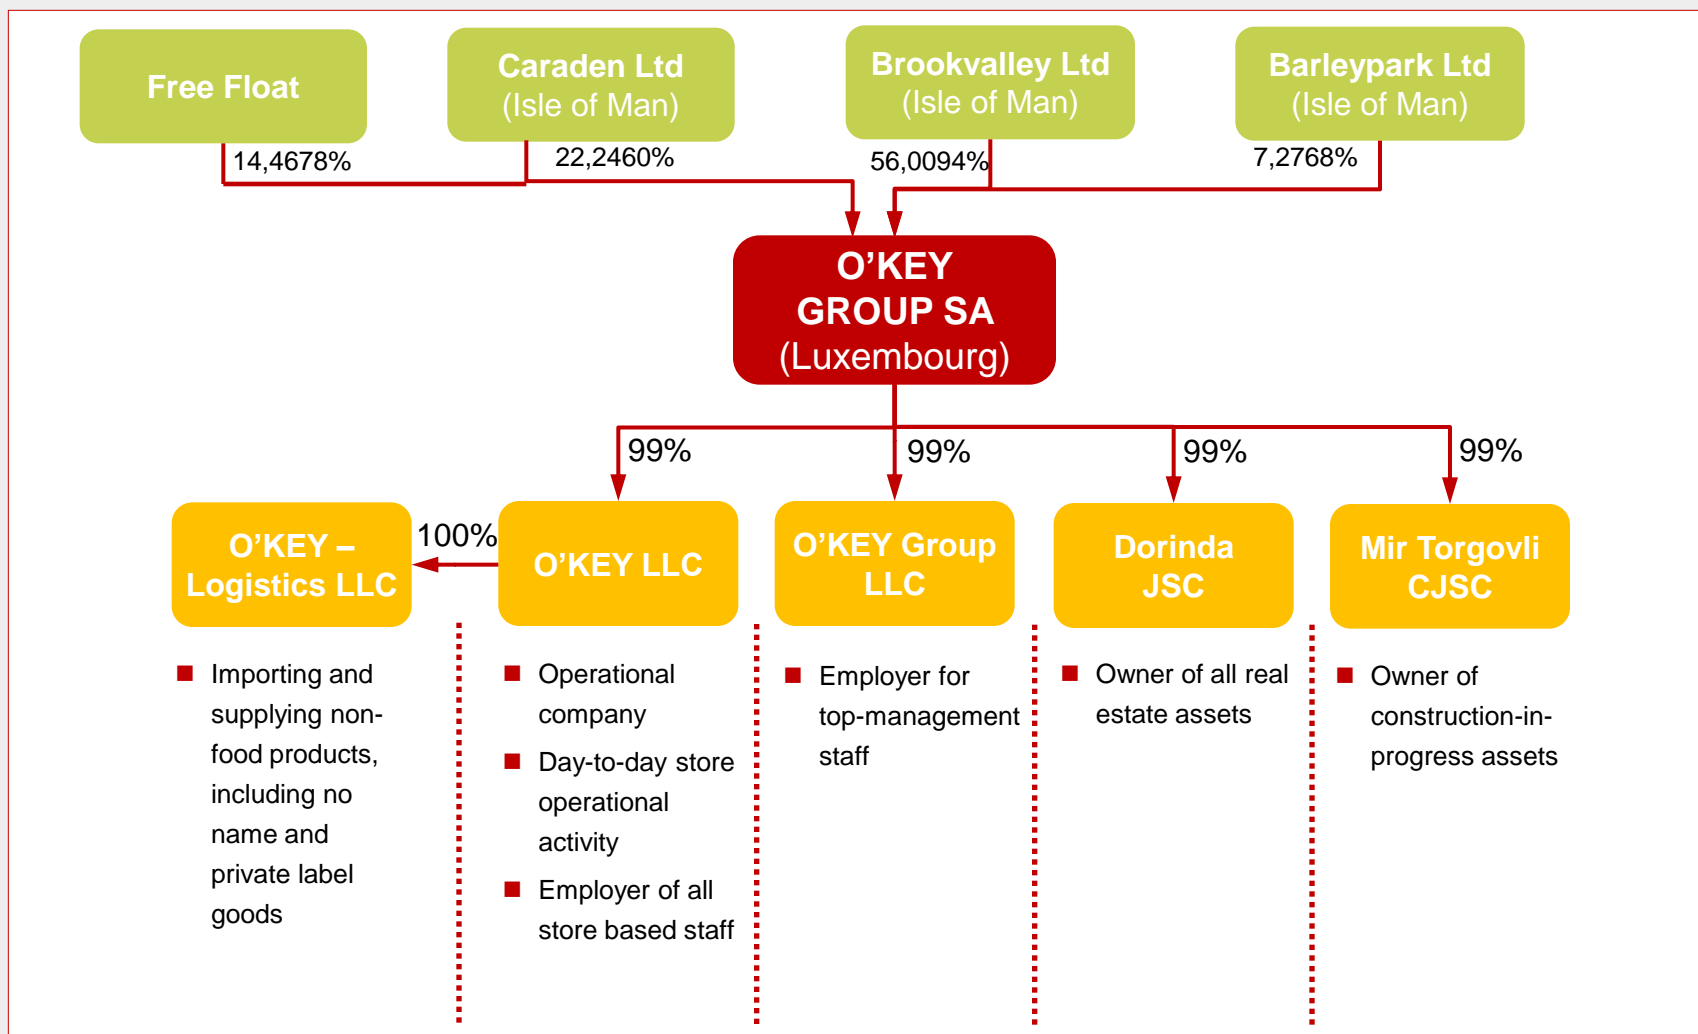 Free Float
Caraden Ltd
(Isle of Man)
Brookvalley Ltd
(Isle of Man)
Barleypark Ltd
(Isle of Man)
14,4678%
22,2460%
56,0094%
7,2768%
O’KEY
GROUP SA
(Luxembourg)
99%
99%
99%
99%
O’KEY –
Logistics LLC
100%
O’KEY LLC
O’KEY Group
LLC
Dorinda
JSC
Mir Torgovli
CJSC
Importing and
supplying non-
food products,
including no
name and
private label
goods
Operational
company
Day-to-day store
operational
activity
Employer of all
store based staff
Employer for
top-management
staff
Owner of all real
estate assets
Owner of
construction-in-
progress assets